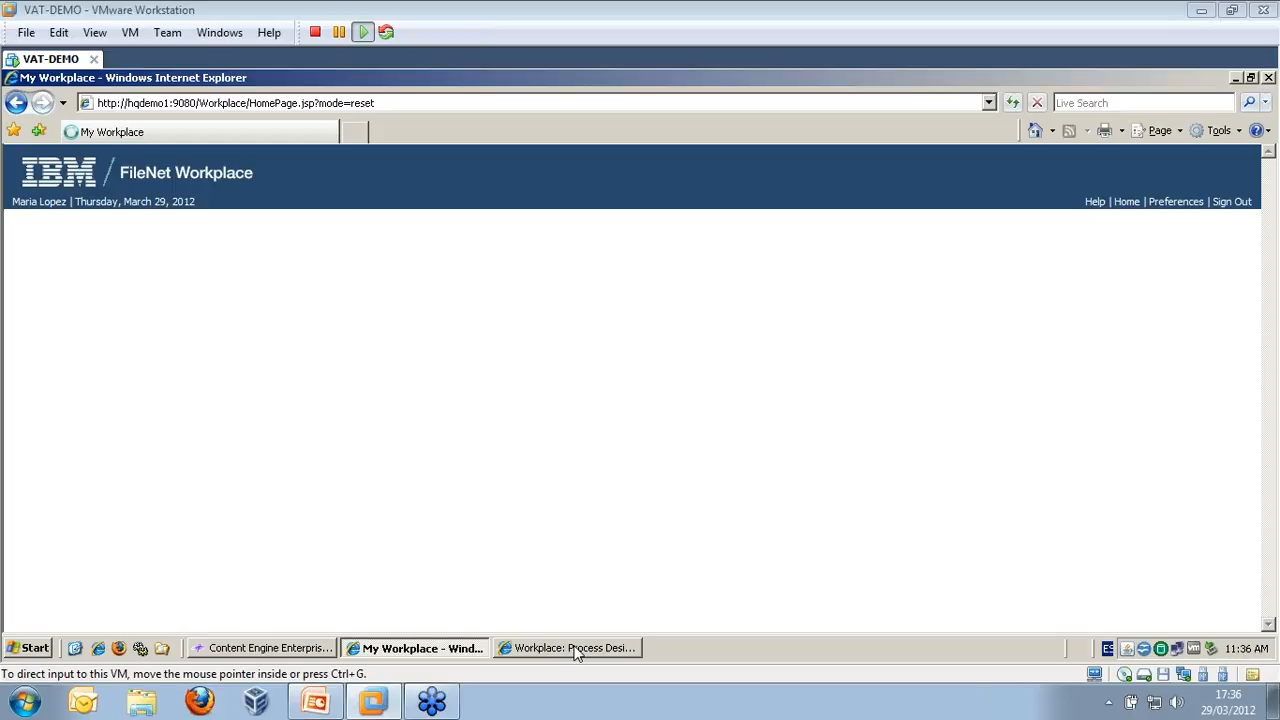 VAT-DEMO - VMware Workstation
File Edit View VM Team Windows Help
VAT-DEMO
My Workplace - Windows Internet Explorer
http://hqdemo1:9080/Workplace/HomePage.jsp?mode=reset
Live Search
My Workplace
Page Tools
IBM / FileNet Workplace
Maria Lopez | Thursday, March 29, 2012
Help | Home | Preferences | Sign Out
Start
Content Engine Enterpris...
My Workplace - Wind...
Workplace: Process Desi...
ES
11:36 AM
To direct input to this VM, move the mouse pointer inside or press Ctrl+G.
17:36
29/03/2012